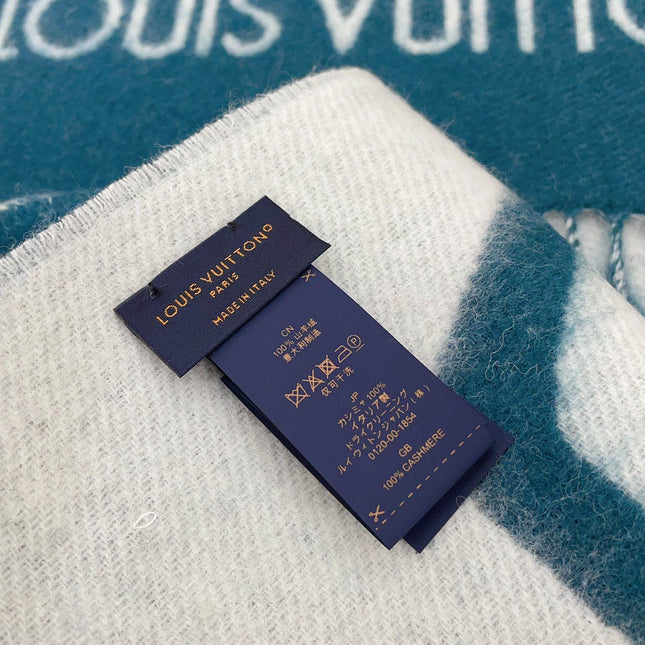 LOUIS VUITTON
LOUIS VUITTON
PARIS
MADE IN ITALY
CN
100% 山羊绒
意大利制造
仅可干洗
JP
カシミヤ 100%
イタリア製
ドライクリーニング
ルイ・ヴィトンジャパン(株)
0120-00-1854
GB
100% CASHMERE